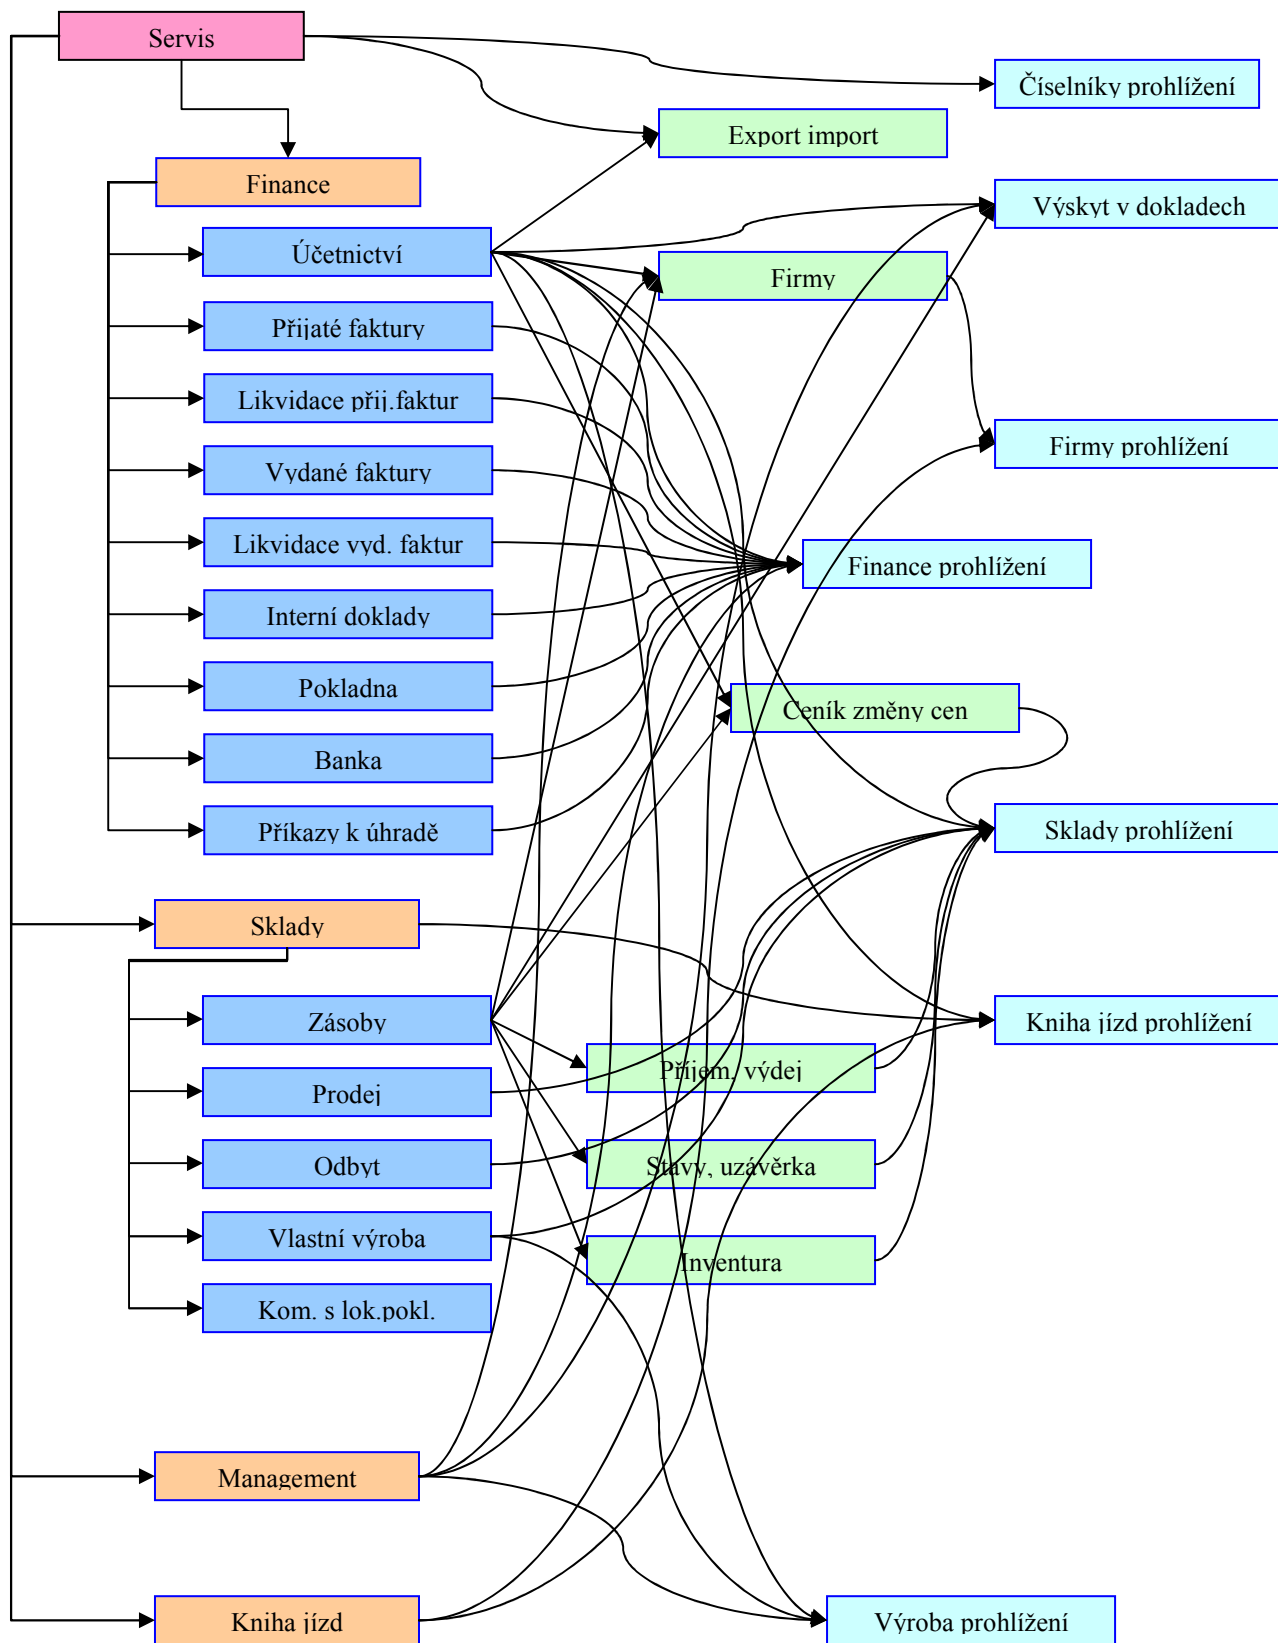 Servis
Číselníky prohlížení
Export import
Finance
Výskyt v dokladech
Účetnictví
Firmy
Přijaté faktury
Likvidace přij.faktur
Firmy prohlížení
Vydané faktury
Likvidace vyd. faktur
Finance prohlížení
Interní doklady
Pokladna
Ceník změny cen
Banka
Příkazy k úhradě
Sklady prohlížení
Sklady
Zásoby
Kniha jízd prohlížení
Příjem. výdej
Prodej
Odbyt
Stavy, uzávěrka
Vlastní výroba
Inventura
Kom. s lok.pokl.
Management
Kniha jízd
Výroba prohlížení